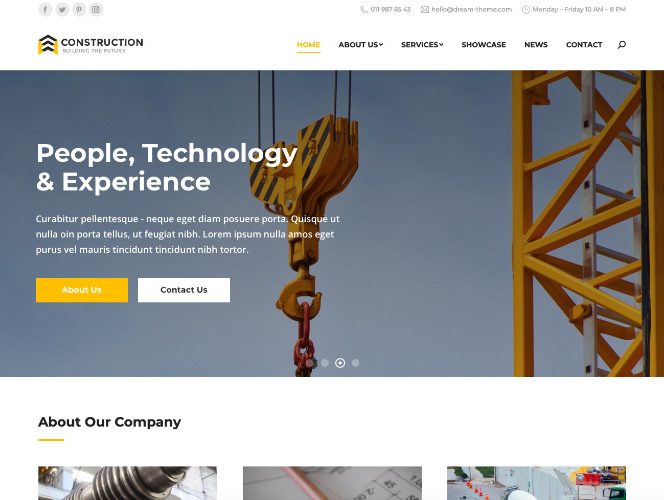 011 987 65 43
hello@dream-theme.com
Monday – Friday 10 AM – 8 PM
CONSTRUCTION
BUILDING THE FUTURE
HOME
ABOUT US
SERVICES
SHOWCASE
NEWS
CONTACT
People, Technology
& Experience
Curabitur pellentesque - neque eget diam posuere porta. Quisque ut
nulla oin porta tellus, ut feugiat nibh. Lorem ipsum nulla amos eget
purus vel mauris tincidunt tincidunt nibh tortor.
About Us
Contact Us
About Our Company